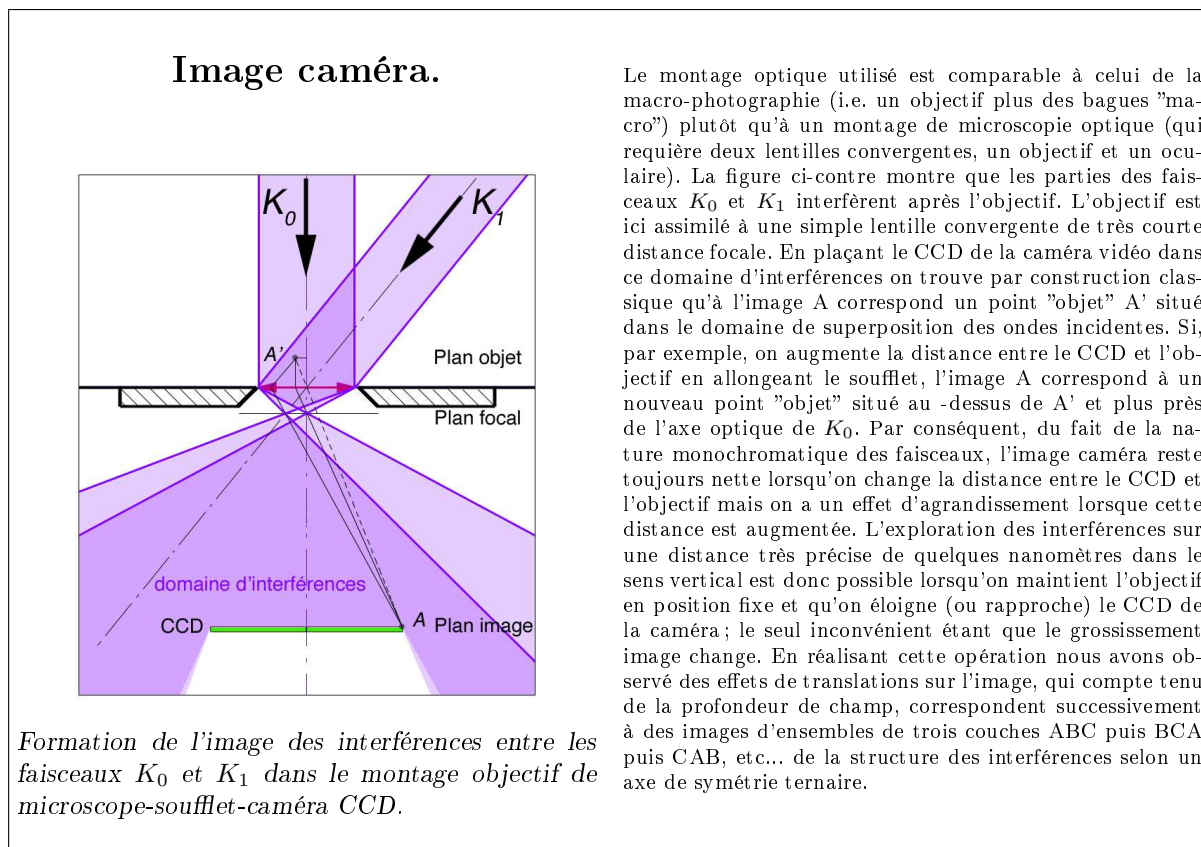 Image caméra.
K0
K1
A'
Plan objet
Plan focal
domaine d'interférences
CCD
A
Plan image
Formation de l'image des interférences entre les
faisceaux K0 et K1 dans le montage objectif de
microscope-soufflet-caméra CCD.
Le montage optique utilisé est comparable à celui de la
macro-photographie (i.e. un objectif plus des bagues "ma-
cro") plutôt qu'à un montage de microscopie optique (qui
requière deux lentilles convergentes, un objectif et un ocu-
laire). La figure ci-contre montre que les parties des fais-
ceaux K0 et K1 interfèrent après l'objectif. L'objectif est
ici assimilé à une simple lentille convergente de très courte
distance focale. En plaçant le CCD de la caméra vidéo dans
ce domaine d'interférences on trouve par construction clas-
sique qu'à l'image A correspond un point "objet" A' situé
dans le domaine de superposition des ondes incidentes. Si,
par exemple, on augmente la distance entre le CCD et l'ob-
jectif en allongeant le soufflet, l'image A correspond à un
nouveau point "objet" situé au -dessus de A' et plus près
de l'axe optique de K0. Par conséquent, du fait de la na-
ture monochromatique des faisceaux, l'image caméra reste
toujours nette lorsqu'on change la distance entre le CCD et
l'objectif mais on a un effet d'agrandissement lorsque cette
distance est augmentée. L'exploration des interférences sur
une distance très précise de quelques nanomètres dans le
sens vertical est donc possible lorsqu'on maintient l'objectif
en position fixe et qu'on éloigne (ou rapproche) le CCD de
la caméra ; le seul inconvénient étant que le grossissement
image change. En réalisant cette opération nous avons ob-
servé des effets de translations sur l'image, qui compte tenu
de la profondeur de champ, correspondent successivement
à des images d'ensembles de trois couches ABC puis BCA
puis CAB, etc... de la structure des interférences selon un
axe de symétrie ternaire.